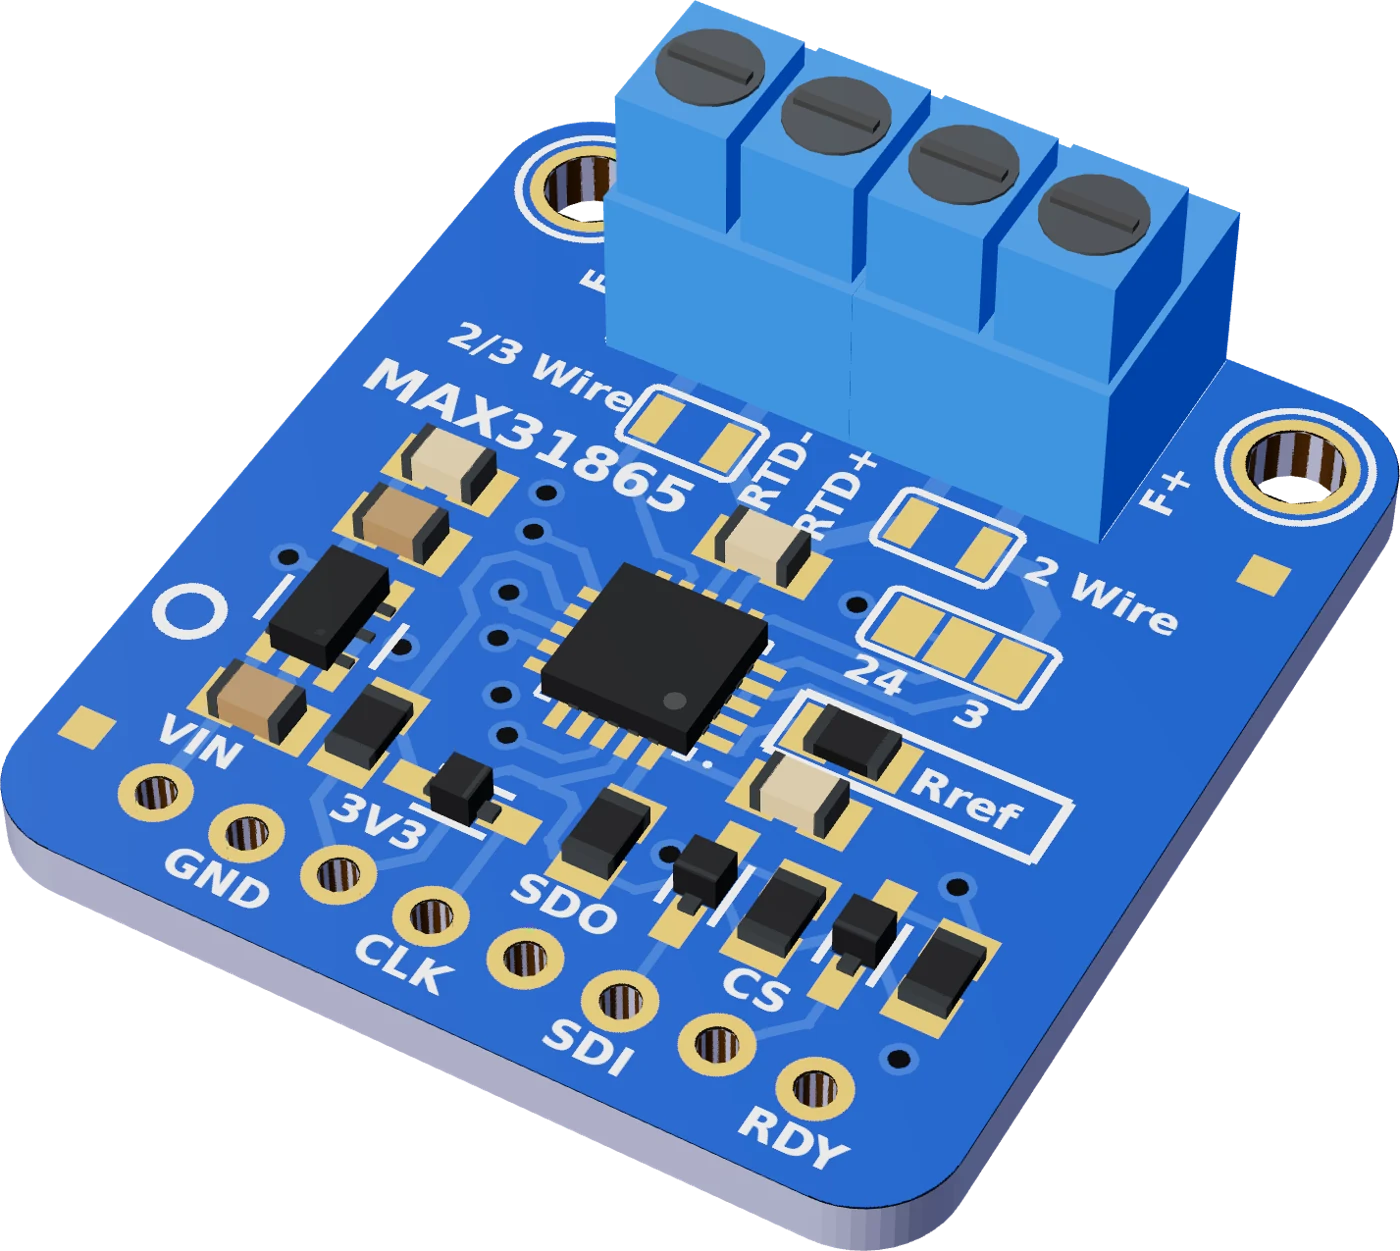 2/3 Wire
MAX31865
RTD-
RTD+
F+
2 Wire
24
3
Rref
VIN
3V3
GND
SDO
CLK
CS
SDI
RDY